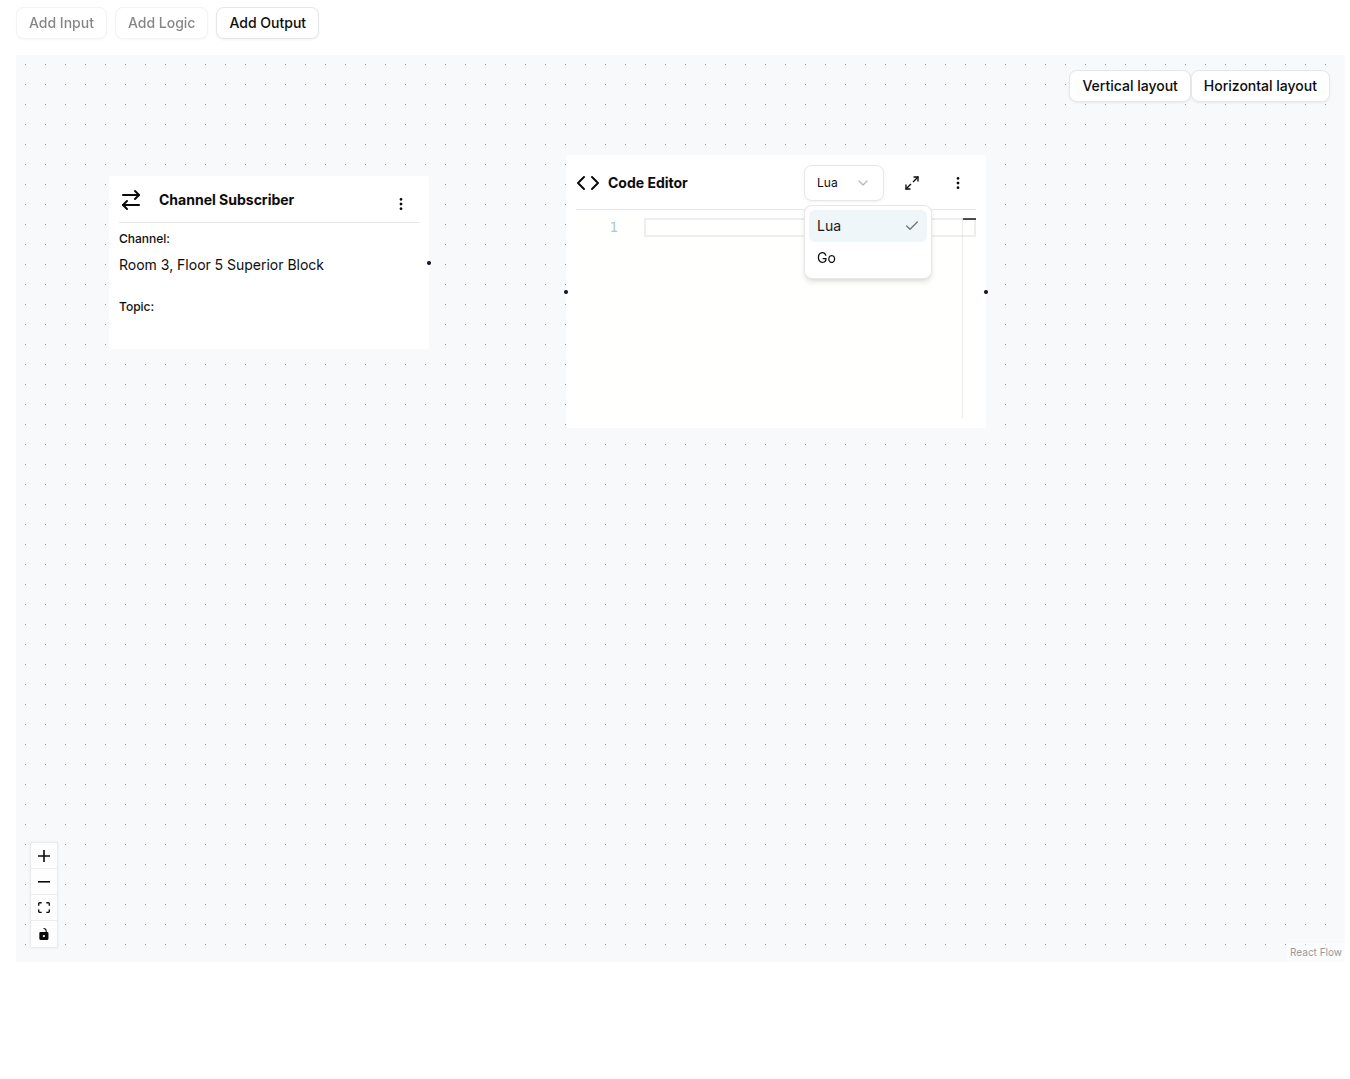 Add Input
Add Logic
Add Output
Vertical layout
Horizontal layout
Channel Subscriber
Channel:
Room 3, Floor 5 Superior Block
Topic:
Code Editor
Lua
1
Lua
Go
React Flow